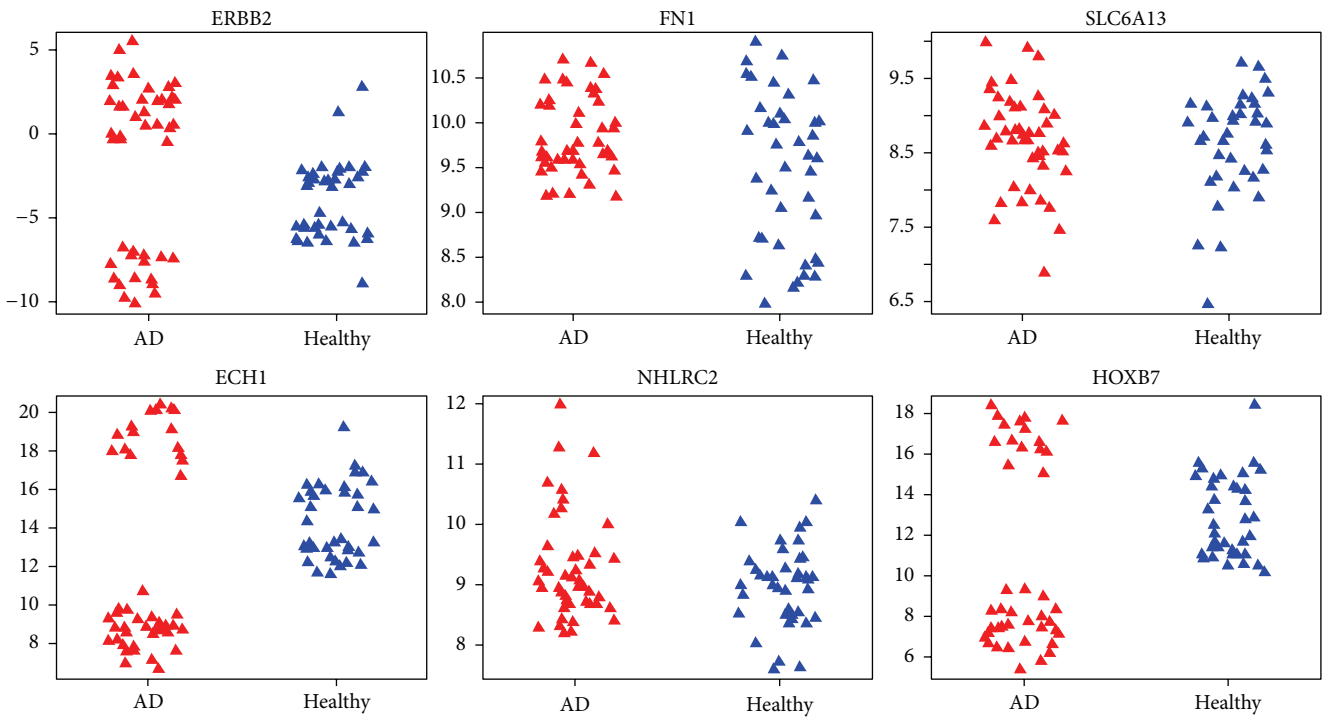 ERBB2
5
0
−5
−10
AD
Healthy
FN1
10.5
10.0
9.5
9.0
8.5
8.0
AD
Healthy
SLC6A13
9.5
8.5
7.5
6.5
AD
Healthy
ECH1
20
18
16
14
12
10
8
AD
Healthy
NHLRC2
12
11
10
9
8
AD
Healthy
HOXB7
18
16
14
12
10
8
6
AD
Healthy